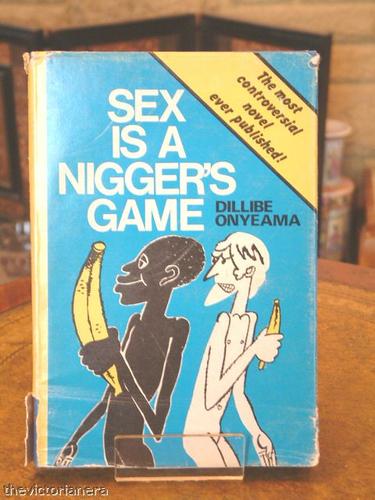 The most
controversial
novel
ever published!
SEX
IS A
NIGGER'S
GAME
DILLIBE
ONYEAMA
thevictorianera